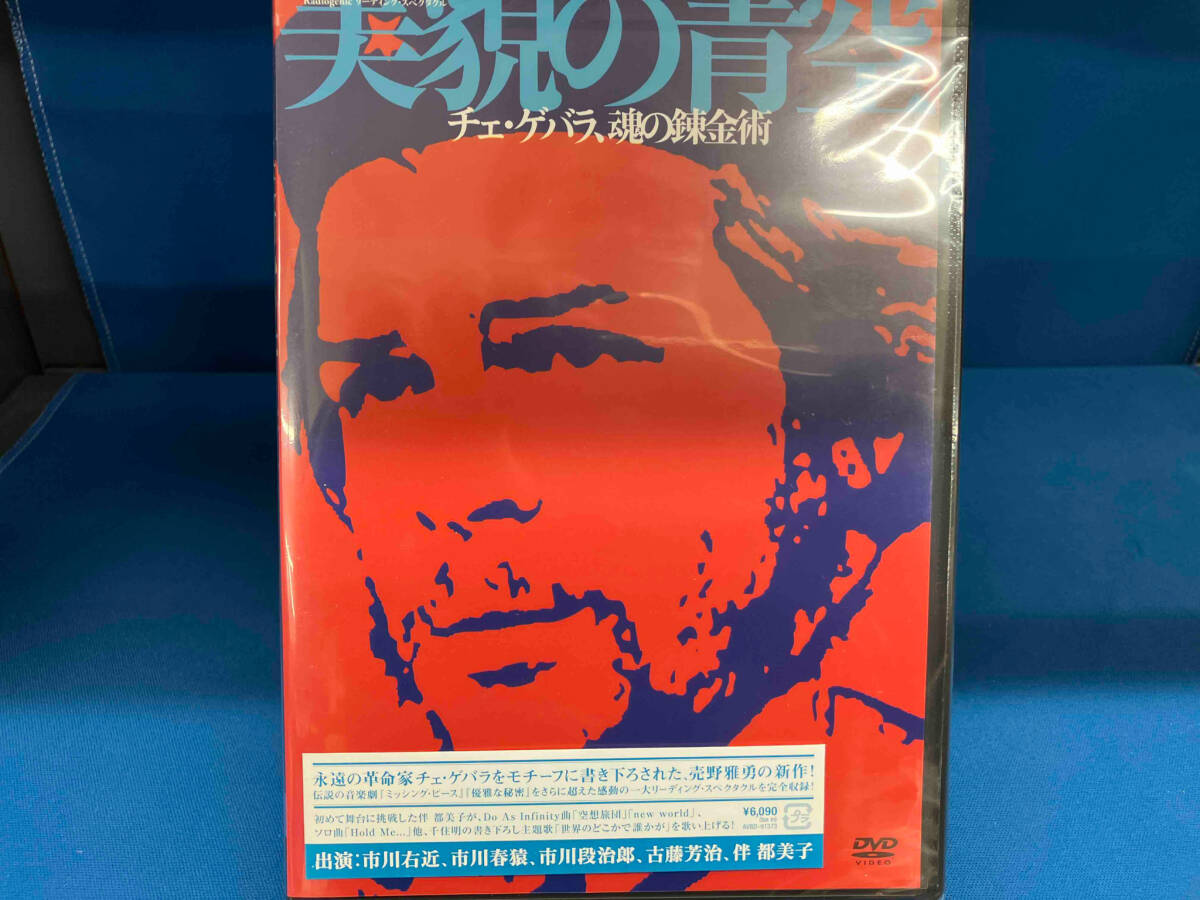 Radiogenic リーディング・スペクタクル
美貌の青空
チェ・ゲバラ、魂の錬金術
永遠の革命家チェ・ゲバラをモチーフに書き下ろされた、売野雅勇の新作!
伝説の音楽劇「ミッシング・ピース」「優雅な秘密」をさらに超えた感動の一大リーディング・スペクタクルを完全収録!
初めて舞台に挑戦した伴 都美子が、Do As Infinity曲「空想旅団」「new world」、
ソロ曲「Hold Me...」他、千住明の書き下ろし主題歌「世界のどこかで誰かが」を歌い上げる!
¥6,090
AVBD-91373
プラ
出演:市川右近、市川春猿、市川段治郎、古藤芳治、伴 都美子
DVD
VIDEO